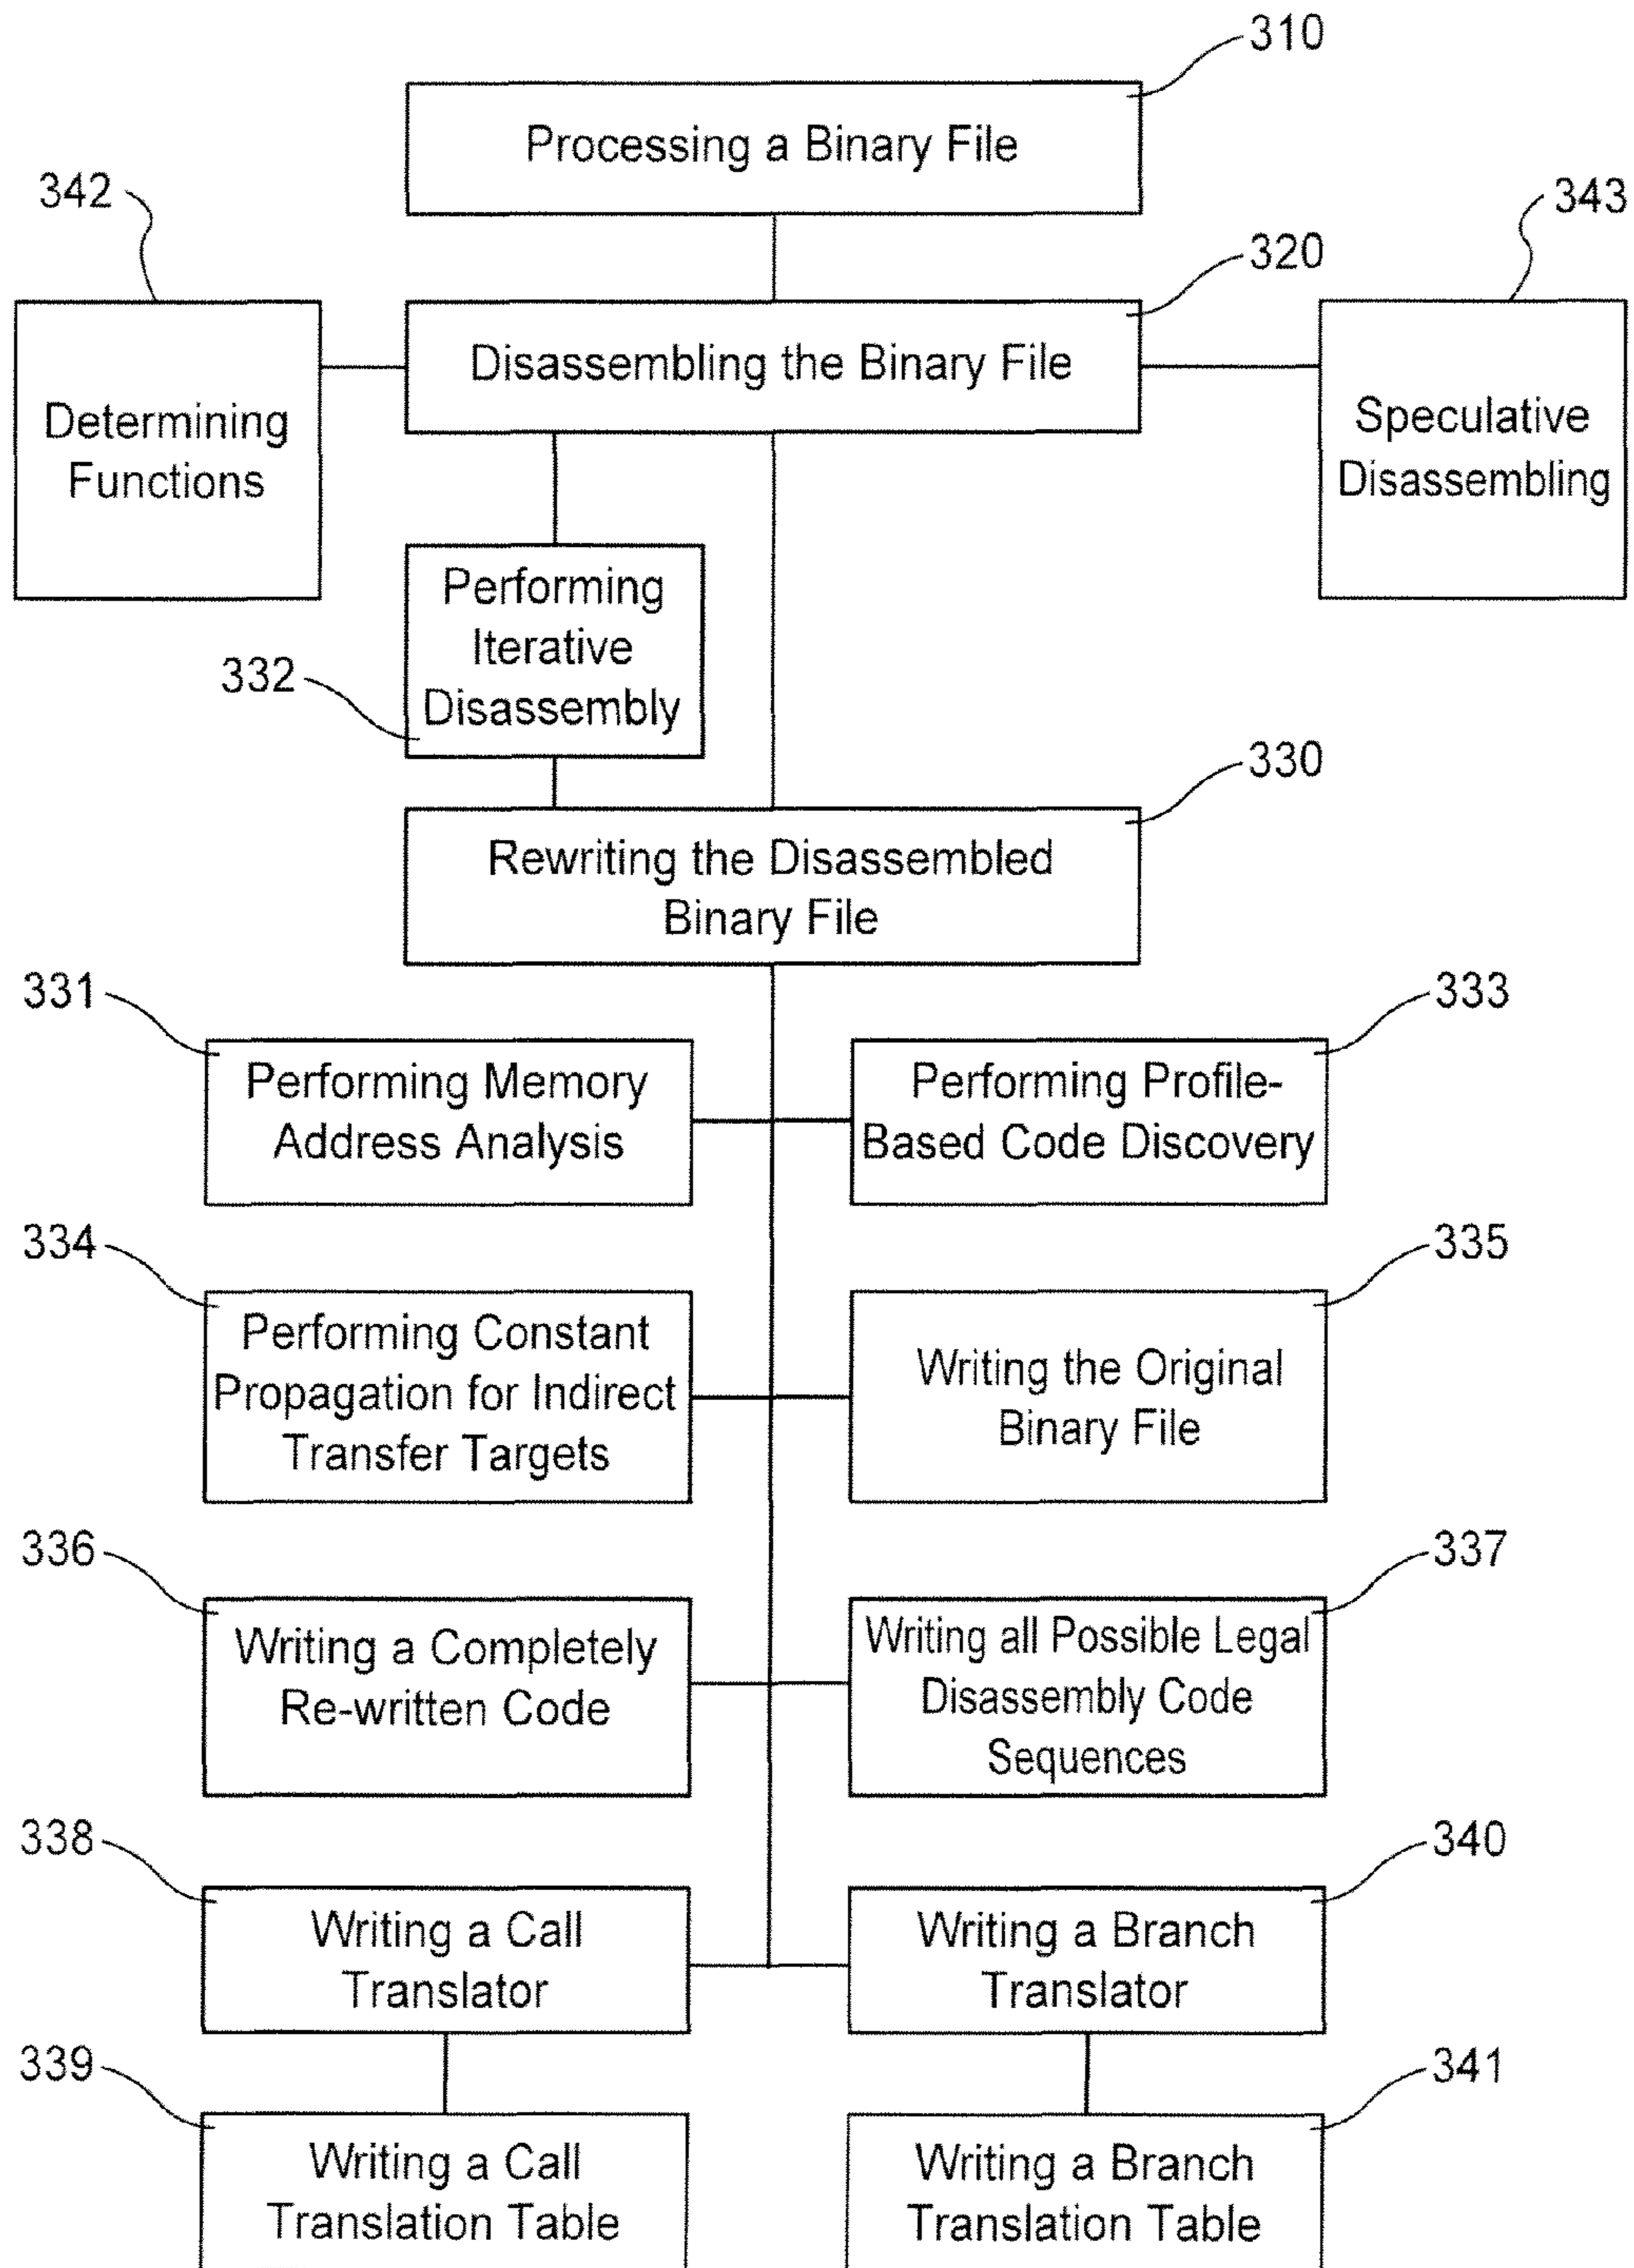 310
Processing a Binary File
342
343
320
Disassembling the Binary File
Determining
Functions
Speculative
Disassembling
Performing
Iterative
Disassembly
332
330
Rewriting the Disassembled
Binary File
331
333
Performing Memory
Address Analysis
Performing Profile-
Based Code Discovery
334
335
Performing Constant
Propagation for Indirect
Transfer Targets
Writing the Original
Binary File
336
337
Writing a Completely
Re-written Code
Writing all Possible Legal
Disassembly Code
Sequences
338
340
Writing a Call
Translator
Writing a Branch
Translator
339
341
Writing a Call
Translation Table
Writing a Branch
Translation Table